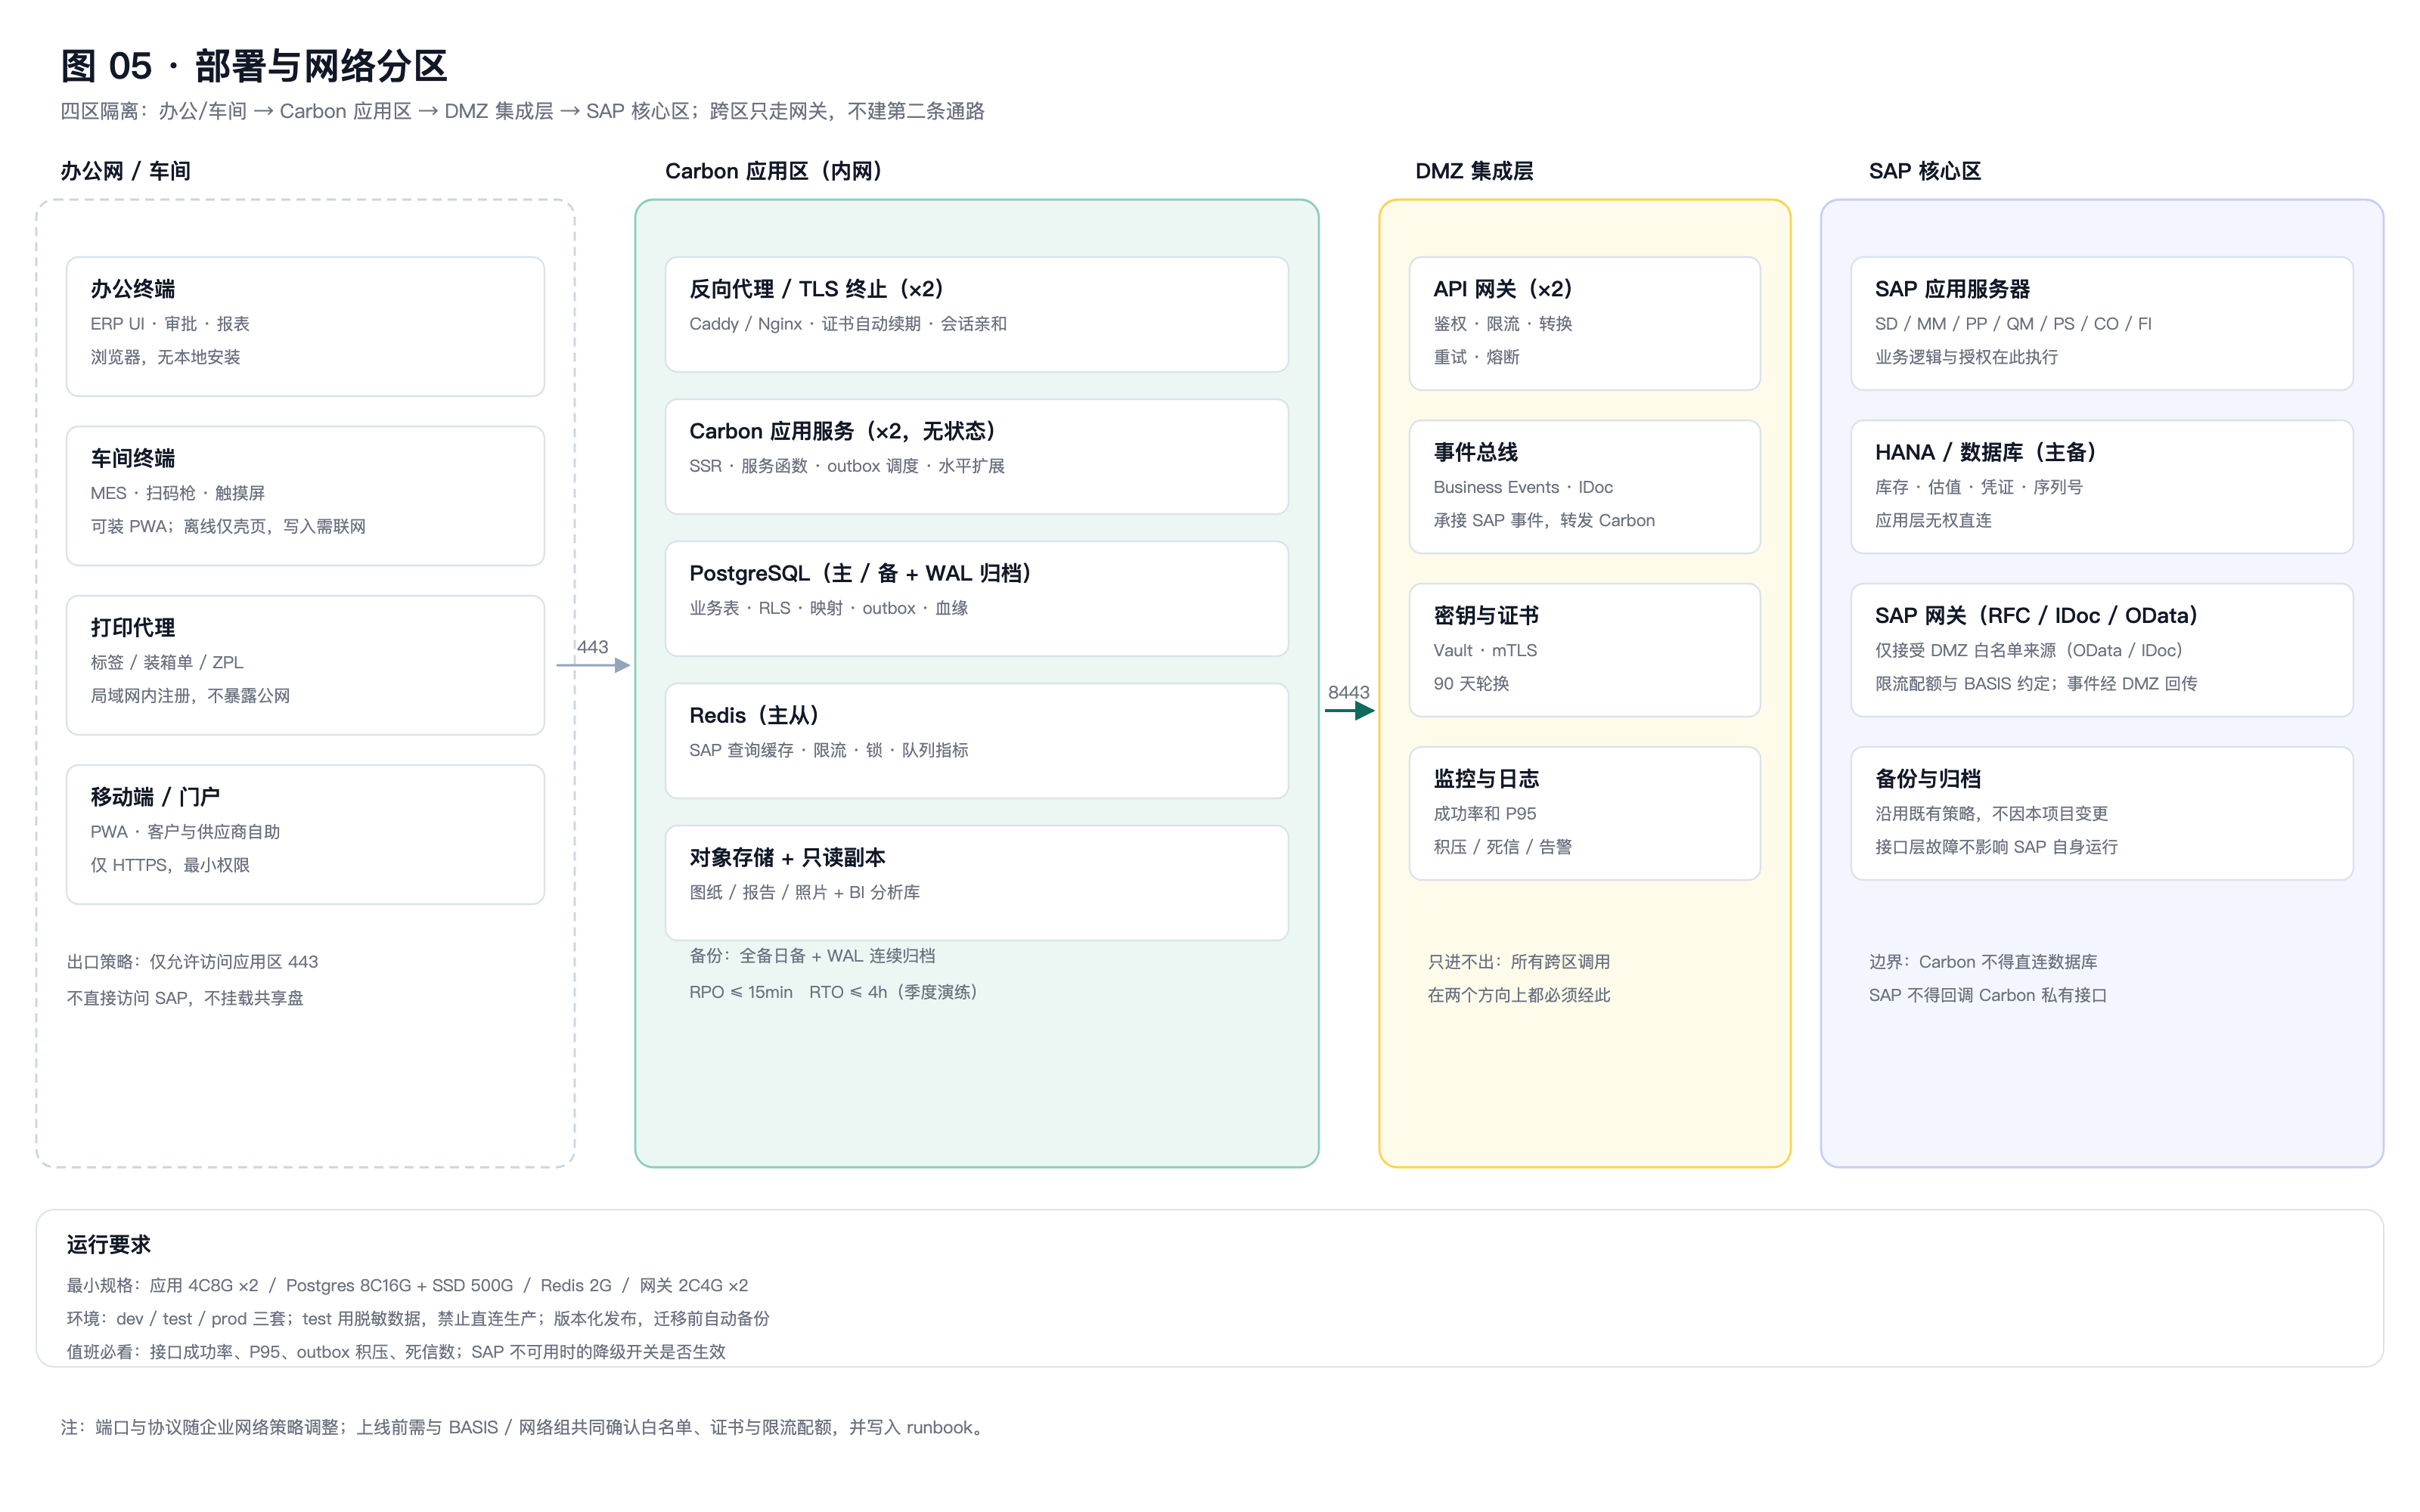 图 05 · 部署与网络分区
四区隔离：办公/车间 → Carbon 应用区 → DMZ 集成层 → SAP 核心区；跨区只走网关，不建第二条通路
办公网 / 车间
办公终端
ERP UI · 审批 · 报表
浏览器，无本地安装
车间终端
MES · 扫码枪 · 触摸屏
可装 PWA；离线仅壳页，写入需联网
打印代理
标签 / 装箱单 / ZPL
局域网内注册，不暴露公网
移动端 / 门户
PWA · 客户与供应商自助
仅 HTTPS，最小权限
出口策略：仅允许访问应用区 443
不直接访问 SAP，不挂载共享盘
443
Carbon 应用区（内网）
反向代理 / TLS 终止（×2）
Caddy / Nginx · 证书自动续期 · 会话亲和
Carbon 应用服务（×2，无状态）
SSR · 服务函数 · outbox 调度 · 水平扩展
PostgreSQL（主 / 备 + WAL 归档）
业务表 · RLS · 映射 · outbox · 血缘
Redis（主从）
SAP 查询缓存 · 限流 · 锁 · 队列指标
对象存储 + 只读副本
图纸 / 报告 / 照片 + BI 分析库
备份：全备日备 + WAL 连续归档
RPO ≤ 15min RTO ≤ 4h（季度演练）
8443
DMZ 集成层
API 网关（×2）
鉴权 · 限流 · 转换
重试 · 熔断
事件总线
Business Events · IDoc
承接 SAP 事件，转发 Carbon
密钥与证书
Vault · mTLS
90 天轮换
监控与日志
成功率和 P95
积压 / 死信 / 告警
只进不出：所有跨区调用
在两个方向上都必须经此
SAP 核心区
SAP 应用服务器
SD / MM / PP / QM / PS / CO / FI
业务逻辑与授权在此执行
HANA / 数据库（主备）
库存 · 估值 · 凭证 · 序列号
应用层无权直连
SAP 网关（RFC / IDoc / OData）
仅接受 DMZ 白名单来源（OData / IDoc）
限流配额与 BASIS 约定；事件经 DMZ 回传
备份与归档
沿用既有策略，不因本项目变更
接口层故障不影响 SAP 自身运行
边界：Carbon 不得直连数据库
SAP 不得回调 Carbon 私有接口
运行要求
最小规格：应用 4C8G ×2 / Postgres 8C16G + SSD 500G / Redis 2G / 网关 2C4G ×2
环境：dev / test / prod 三套；test 用脱敏数据，禁止直连生产；版本化发布，迁移前自动备份
值班必看：接口成功率、P95、outbox 积压、死信数；SAP 不可用时的降级开关是否生效
注：端口与协议随企业网络策略调整；上线前需与 BASIS / 网络组共同确认白名单、证书与限流配额，并写入 runbook。